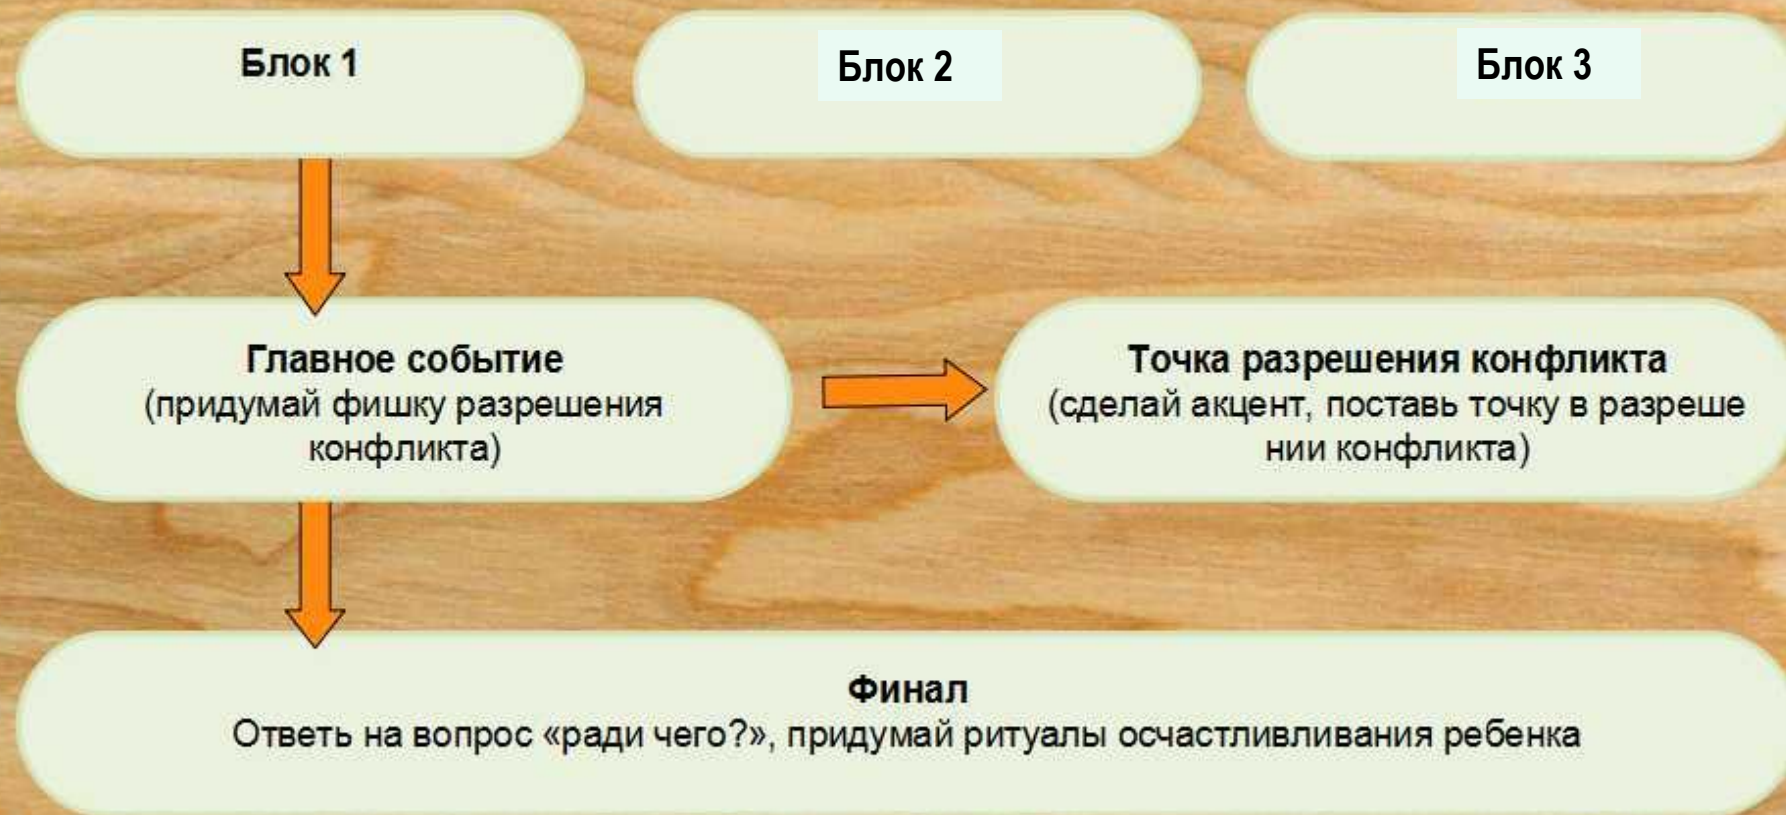 Блок 1
Блок 2
Блок 3
Главное событие
(придумай фишку разрешения
конфликта)
Точка разрешения конфликта
(сделай акцент, поставь точку в разреше
нии конфликта)
Финал
Ответь на вопрос «ради чего?», придумай ритуалы осчастливливания ребенка